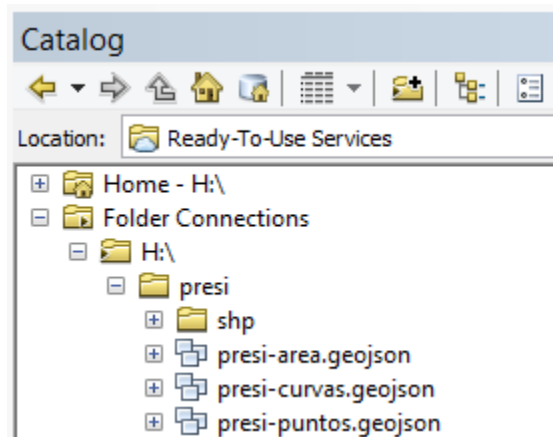 Catalog
Location: Ready-To-Use Services
Home - H:\
Folder Connections
H:\
presi
shp
presi-area.geojson
presi-curvas.geojson
presi-puntos.geojson